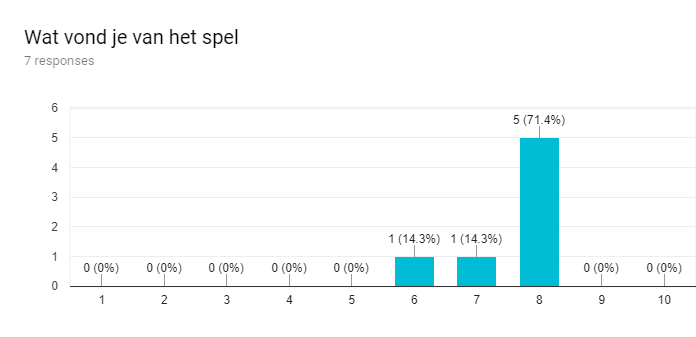 Wat vond je van het spel
7 responses
6
5 (71.4%)
5
4
3
2
1 (14.3%) 1 (14.3%)
1
0 (0%) 0 (0%) 0 (0%) 0 (0%) 0 (0%) 0 (0%) 0 (0%)
0
1 2 3 4 5 6 7 8 9 10